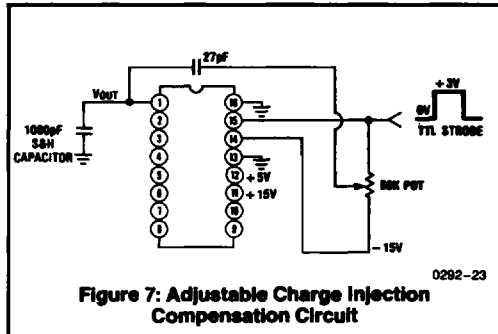 27pF
VOUT
1000pF
S&H
CAPACITOR
1
2
3
4
5
6
7
8
16
15
14
13
12
11
10
9
+ 5V
+ 15V
+ 3V
0V
TTL STROBE
50K POT
- 15V
0292-23
Figure 7: Adjustable Charge Injection
Compensation Circuit